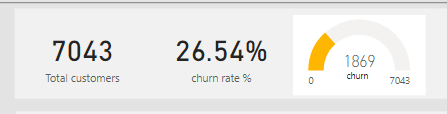 7043
Total customers
26.54%
churn rate %
1869
churn
0
7043